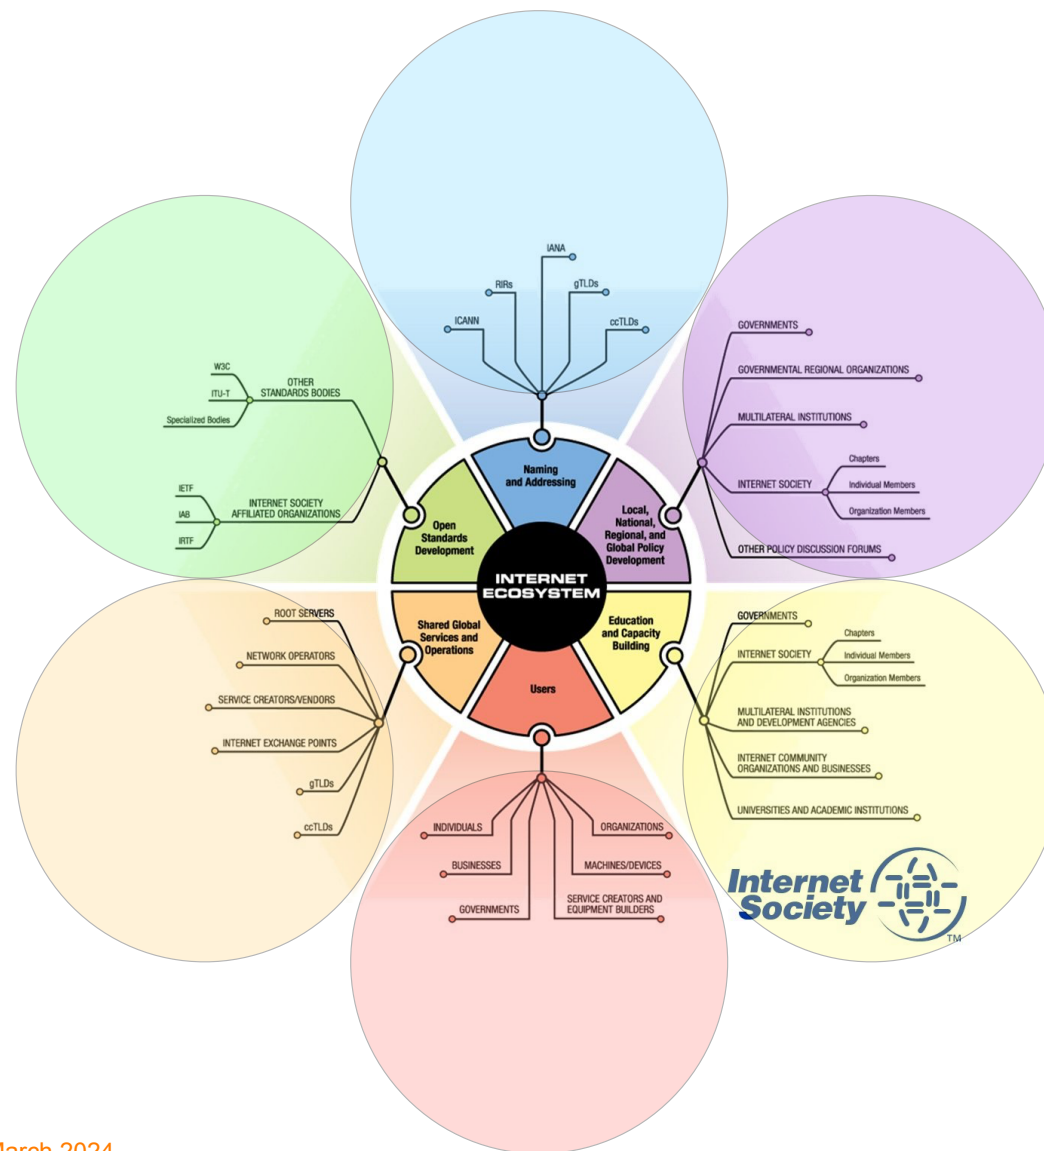 IANA
RIRs
gTLDs
ICANN
ccTLDs
W3C
OTHER
STANDARDS BODIES
ITU-T
Specialized Bodies
IETF
INTERNET SOCIETY
AFFILIATED ORGANIZATIONS
IAB
IRTF
GOVERNMENTS
GOVERNMENTAL REGIONAL ORGANIZATIONS
MULTILATERAL INSTITUTIONS
INTERNET SOCIETY
Chapters
Individual Members
Organization Members
OTHER POLICY DISCUSSION FORUMS
Naming
and Addressing
Open
Standards
Development
Local,
National,
Regional, and
Global Policy
Development
INTERNET
ECOSYSTEM
Shared Global
Services and
Operations
Users
Education
and Capacity
Building
ROOT SERVERS
NETWORK OPERATORS
SERVICE CREATORS/VENDORS
INTERNET EXCHANGE POINTS
gTLDs
ccTLDs
GOVERNMENTS
INTERNET SOCIETY
Chapters
Individual Members
Organization Members
MULTILATERAL INSTITUTIONS
AND DEVELOPMENT AGENCIES
INTERNET COMMUNITY
ORGANIZATIONS AND BUSINESSES
UNIVERSITIES AND ACADEMIC INSTITUTIONS
INDIVIDUALS
BUSINESSES
GOVERNMENTS
ORGANIZATIONS
MACHINES/DEVICES
SERVICE CREATORS AND
EQUIPMENT BUILDERS
Internet
Society
TM
March 2024